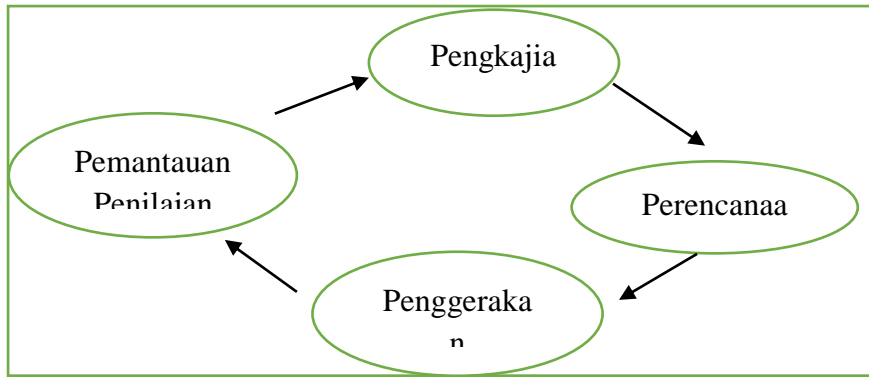 Pengkajia
Perencanaa
Penggeraka
n
Pemantauan
Penilaian